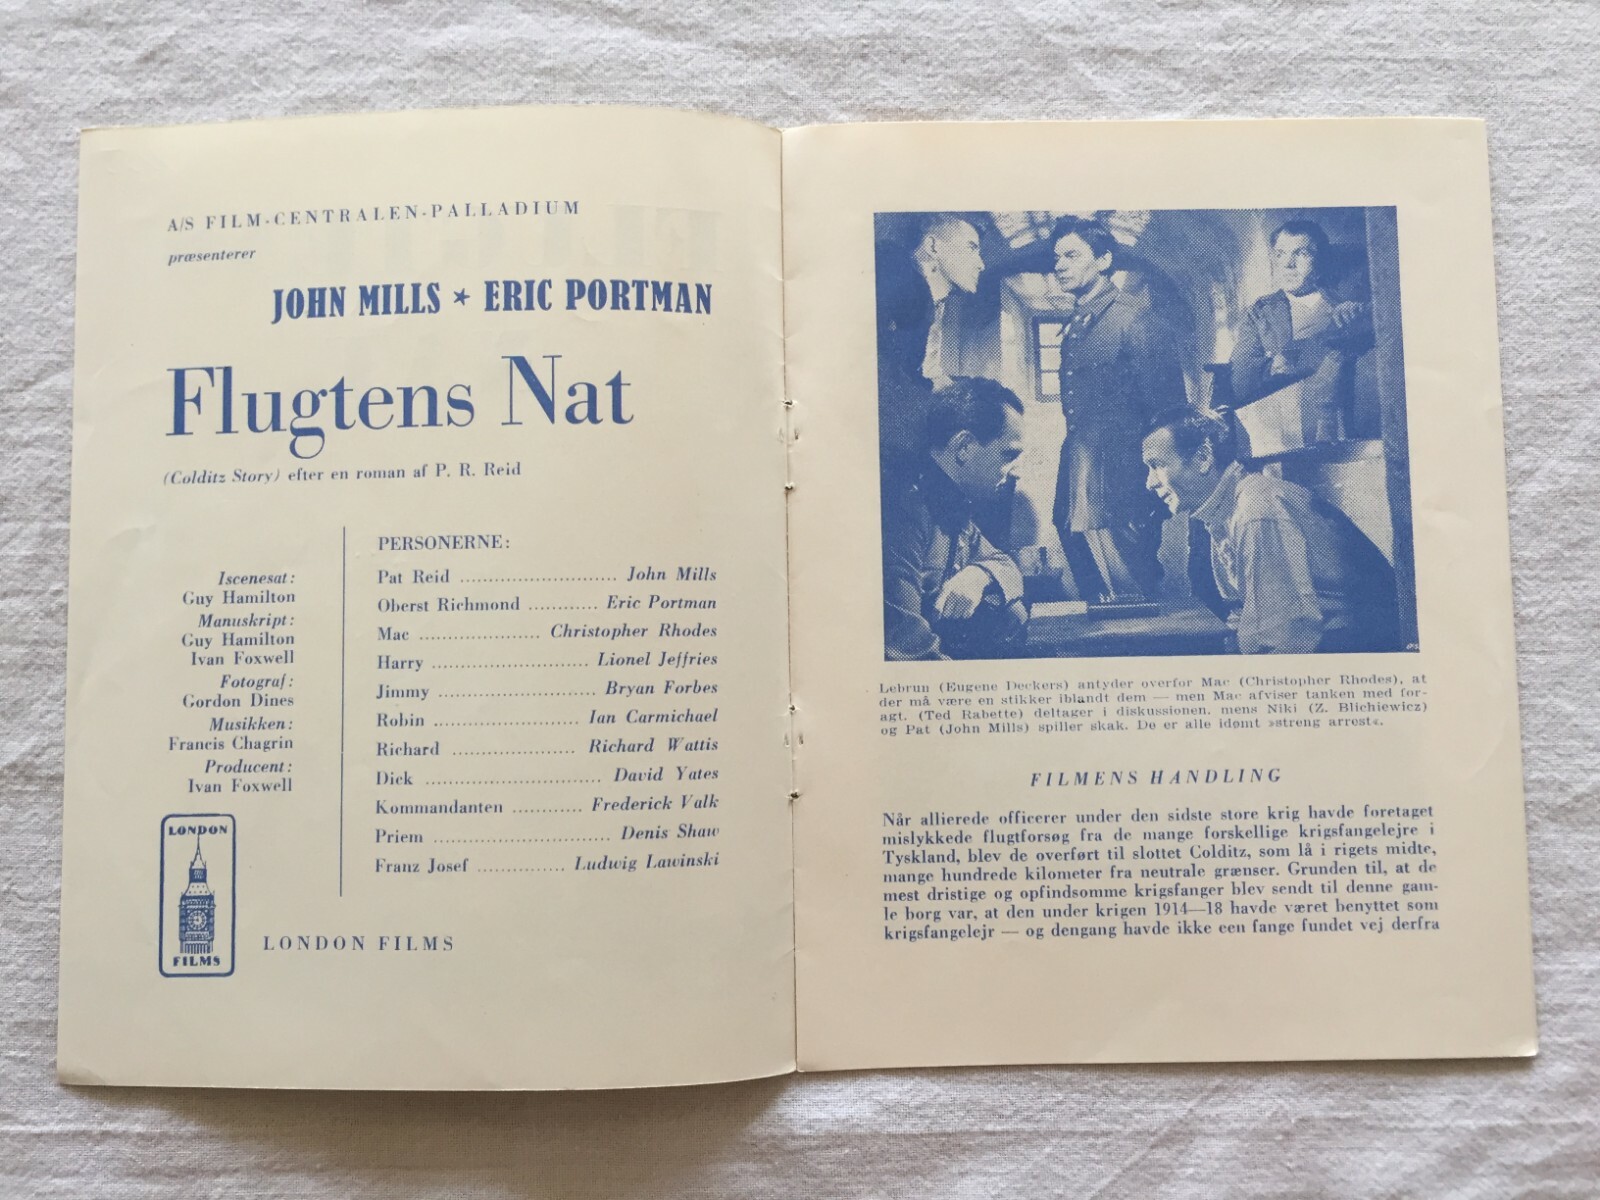 A/S FILM-CENTRALEN-PALLADIUM
præsenterer
JOHN MILLS ★ ERIC PORTMAN
Flugtens Nat
(Colditz Story) efter en roman af P. R. Reid
Iscenesat:
Guy Hamilton
Manuskript:
Guy Hamilton
Ivan Foxwell
Fotograf:
Gordon Dines
Musikken:
Francis Chagrin
Producent:
Ivan Foxwell
PERSONERNE:
Pat Reid ........................... John Mills
Oberst Richmond ............ Eric Portman
Mac ..................... Christopher Rhodes
Harry ........................... Lionel Jeffries
Jimmy ........................... Bryan Forbes
Robin ........................ Ian Carmichael
Richard ..................... Richard Wattis
Dick .............................. David Yates
Kommandanten ............ Frederick Valk
Priem .............................. Denis Shaw
Franz Josef ............... Ludwig Lawinski
LONDON
FILMS
LONDON FILMS
Lebrun (Eugene Deckers) antyder overfor Mac (Christopher Rhodes), at
der må være en stikker iblandt dem — men Mac afviser tanken med for-
agt. (Ted Rabette) deltager i diskussionen, mens Niki (Z. Blichiewicz)
og Pat (John Mills) spiller skak. De er alle idømt »streng arrest«.
FILMENS HANDLING
Når allierede officerer under den sidste store krig havde foretaget
mislykkede flugtforsøg fra de mange forskellige krigsfangelejre i
Tyskland, blev de overført til slottet Colditz, som lå i rigets midte,
mange hundrede kilometer fra neutrale grænser. Grunden til, at de
mest dristige og opfindsomme krigsfanger blev sendt til denne gam-
le borg var, at den under krigen 1914—18 havde været benyttet som
krigsfangelejr — og dengang havde ikke een fange fundet vej derfra